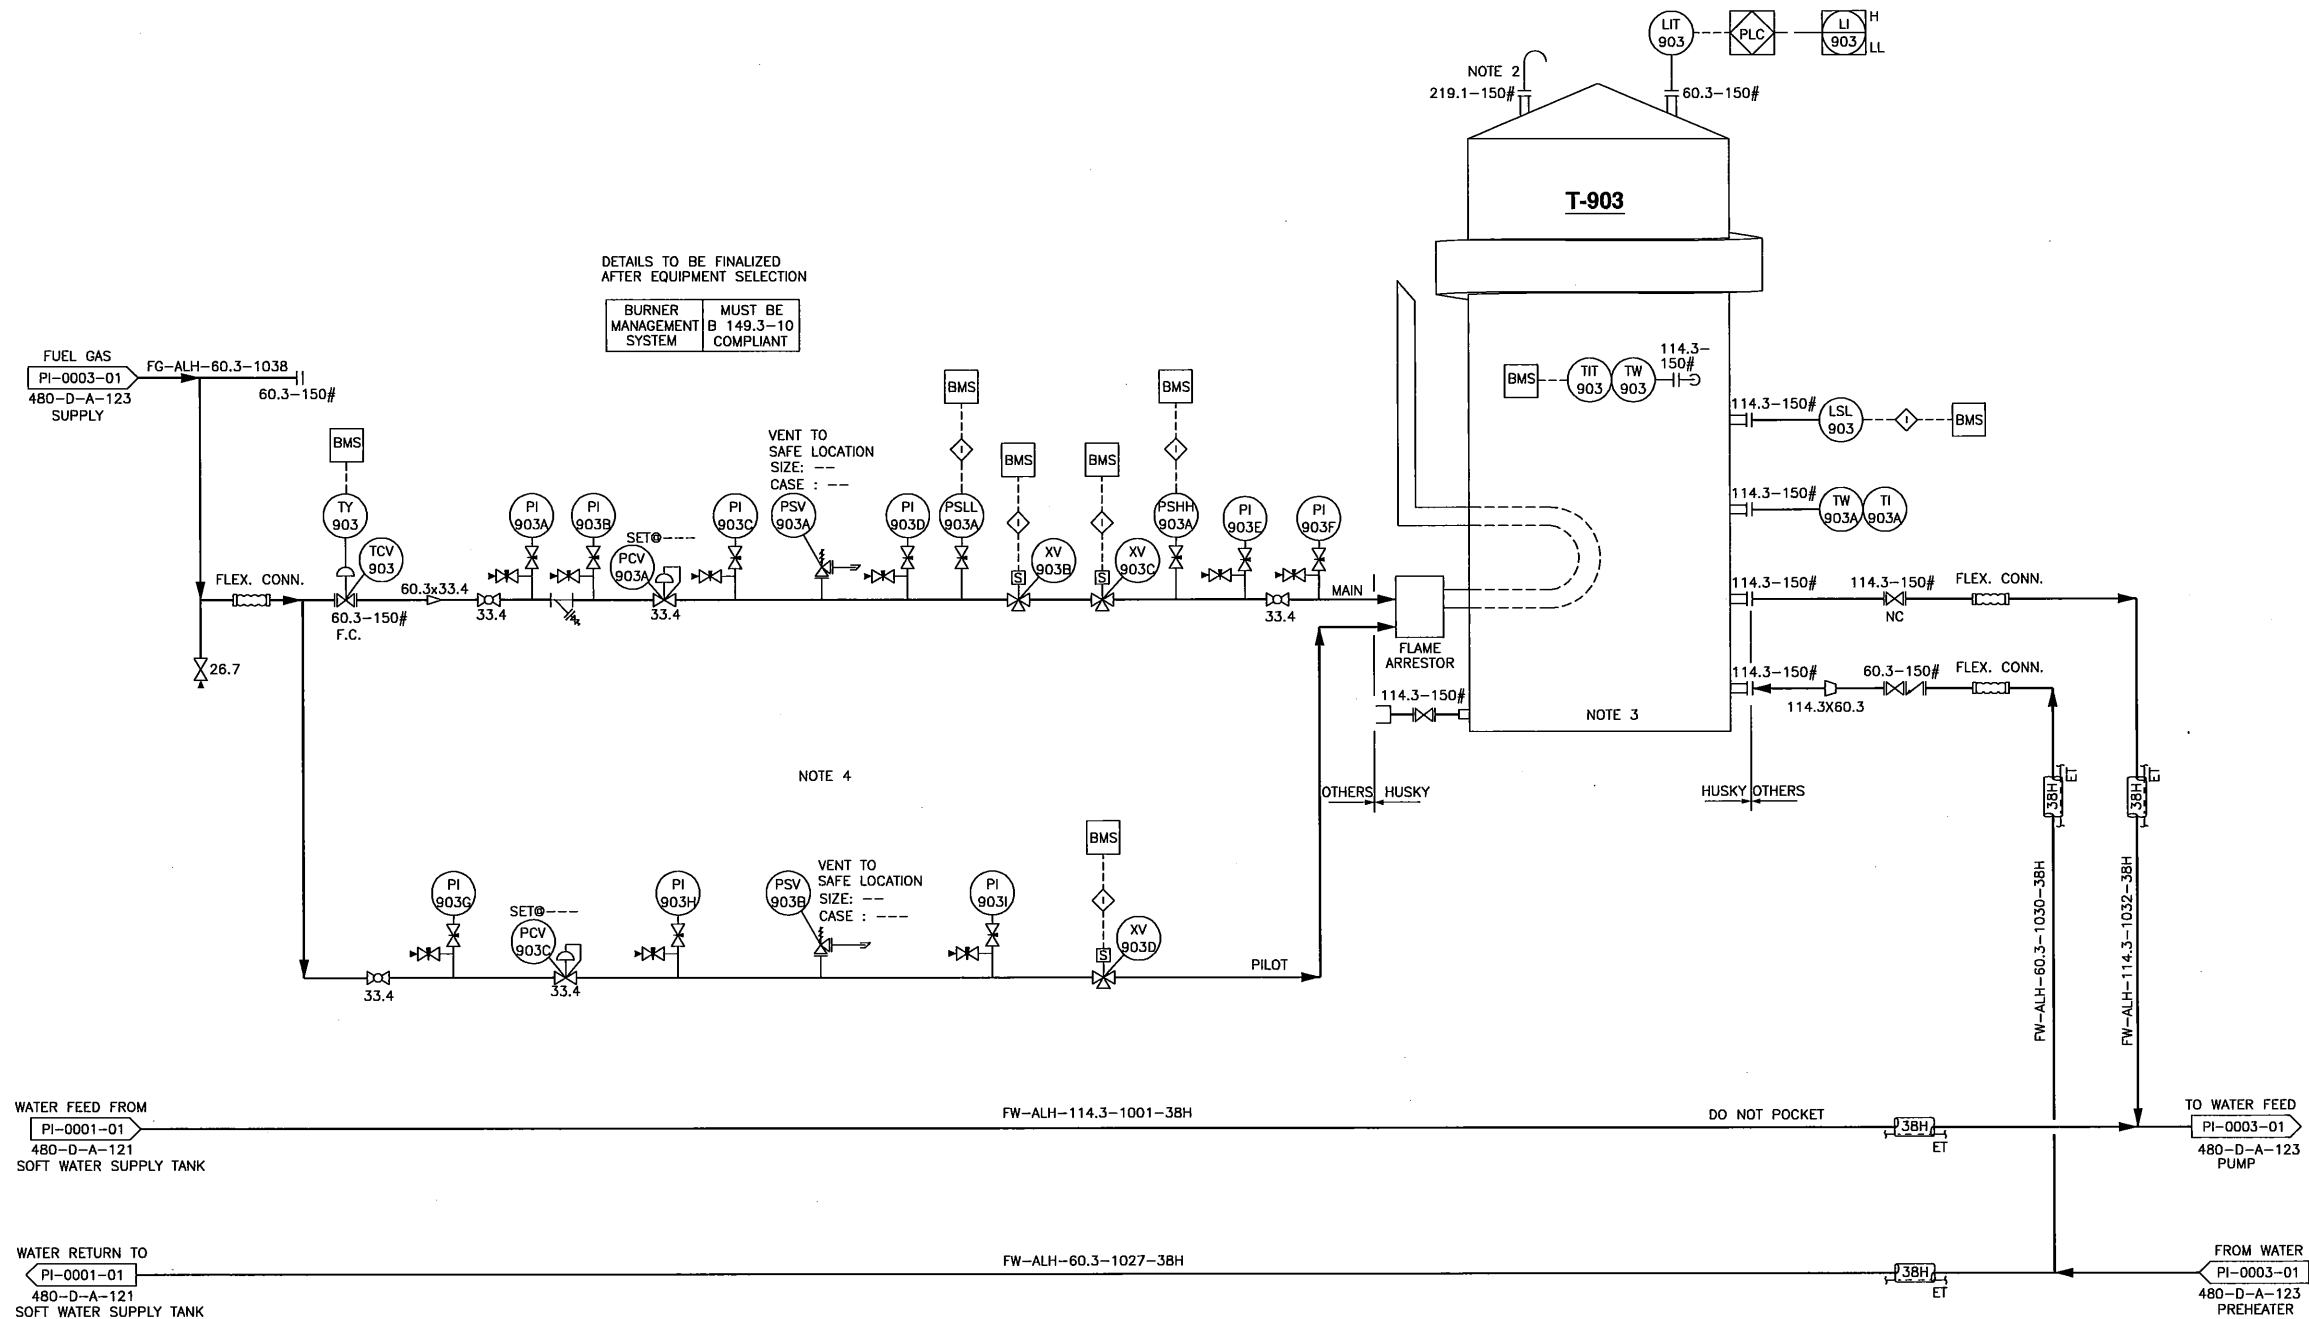 LIT
903
PLC
LI
903
H
LL
NOTE 2
219.1-150#
60.3-150#
T-903
DETAILS TO BE FINALIZED
AFTER EQUIPMENT SELECTION
BURNER
MANAGEMENT
SYSTEM
MUST BE
B 149.3-10
COMPLIANT
FUEL GAS
PI-0003-01
480-D-A-123
SUPPLY
FG-ALH-60.3-1038
60.3-150#
BMS
TY
903
TCV
903
FLEX. CONN.
60.3-150#
F.C.
60.3x33.4
33.4
26.7
PI
903A
PI
903B
SET@----
PCV
903A
33.4
PI
903C
VENT TO
SAFE LOCATION
SIZE: --
CASE : --
PSV
903A
PI
903D
BMS
I
PSLL
903A
BMS
I
S
XV
903B
BMS
I
S
XV
903C
BMS
I
PSHH
903A
PI
903E
PI
903F
33.4
MAIN
FLAME
ARRESTOR
BMS
TIT
903
TW
903
114.3-
150#
114.3-150#
LSL
903
I
BMS
114.3-150#
TW
903A
TI
903A
114.3-150#
114.3-150#
NC
FLEX. CONN.
114.3-150#
114.3X60.3
60.3-150#
FLEX. CONN.
114.3-150#
NOTE 3
OTHERS
HUSKY
HUSKY
OTHERS
NOTE 4
38H
ET
38H
ET
FW-ALH-60.3-1030-38H
FW-ALH-114.3-1032-38H
33.4
PI
903G
SET@---
PCV
903C
33.4
PI
903H
PSV
903B
VENT TO
SAFE LOCATION
SIZE: --
CASE : ---
PI
903I
BMS
I
S
XV
903D
PILOT
WATER FEED FROM
PI-0001-01
480-D-A-121
SOFT WATER SUPPLY TANK
FW-ALH-114.3-1001-38H
DO NOT POCKET
38H
ET
TO WATER FEED
PI-0003-01
480-D-A-123
PUMP
WATER RETURN TO
PI-0001-01
480-D-A-121
SOFT WATER SUPPLY TANK
FW-ALH-60.3-1027-38H
38H
ET
FROM WATER
PI-0003-01
480-D-A-123
PREHEATER